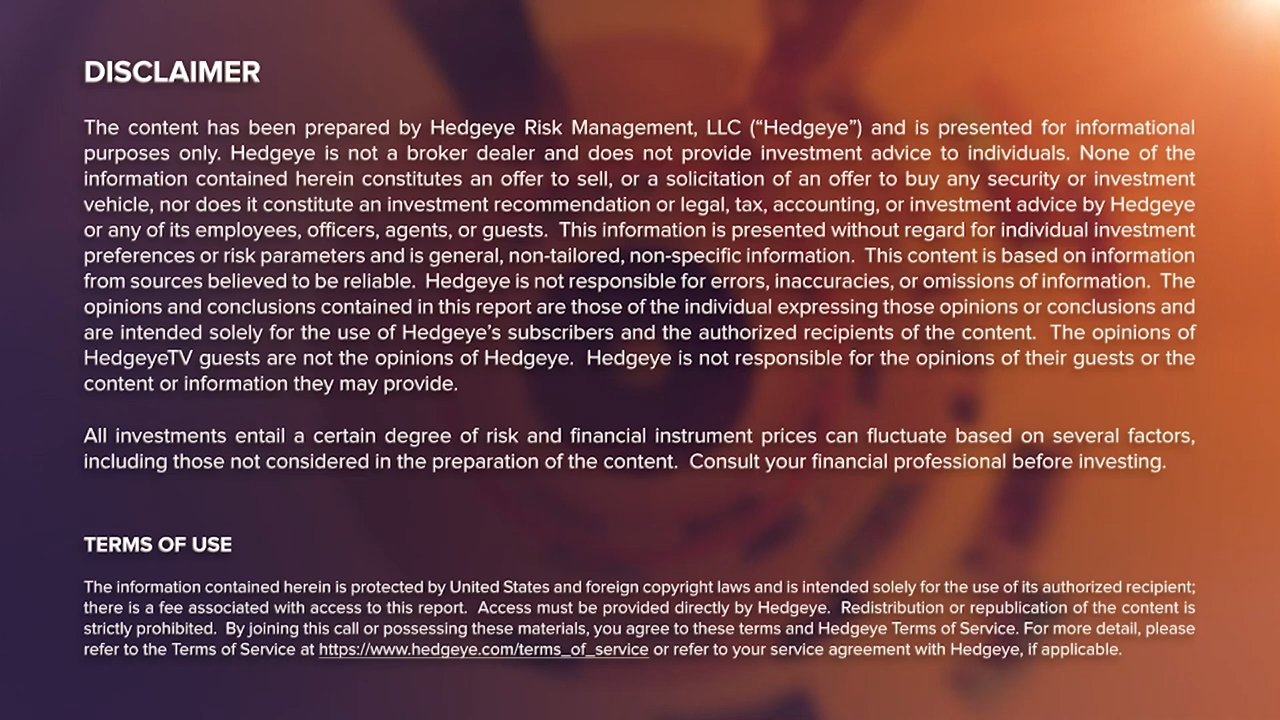 DISCLAIMER
The content has been prepared by Hedgeye Risk Management, LLC (“Hedgeye”) and is presented for informational
purposes only. Hedgeye is not a broker dealer and does not provide investment advice to individuals. None of the
information contained herein constitutes an offer to sell, or a solicitation of an offer to buy any security or investment
vehicle, nor does it constitute an investment recommendation or legal, tax, accounting, or investment advice by Hedgeye
or any of its employees, officers, agents, or guests.  This information is presented without regard for individual investment
preferences or risk parameters and is general, non-tailored, non-specific information.  This content is based on information
from sources believed to be reliable.  Hedgeye is not responsible for errors, inaccuracies, or omissions of information.  The
opinions and conclusions contained in this report are those of the individual expressing those opinions or conclusions and
are intended solely for the use of Hedgeye’s subscribers and the authorized recipients of the content.  The opinions of
HedgeyeTV guests are not the opinions of Hedgeye.  Hedgeye is not responsible for the opinions of their guests or the
content or information they may provide.
All investments entail a certain degree of risk and financial instrument prices can fluctuate based on several factors,
including those not considered in the preparation of the content.  Consult your financial professional before investing.
TERMS OF USE
The information contained herein is protected by United States and foreign copyright laws and is intended solely for the use of its authorized recipient;
there is a fee associated with access to this report.  Access must be provided directly by Hedgeye.  Redistribution or republication of the content is
strictly prohibited.  By joining this call or possessing these materials, you agree to these terms and Hedgeye Terms of Service. For more detail, please
refer to the Terms of Service at https://www.hedgeye.com/terms_of_service or refer to your service agreement with Hedgeye, if applicable.